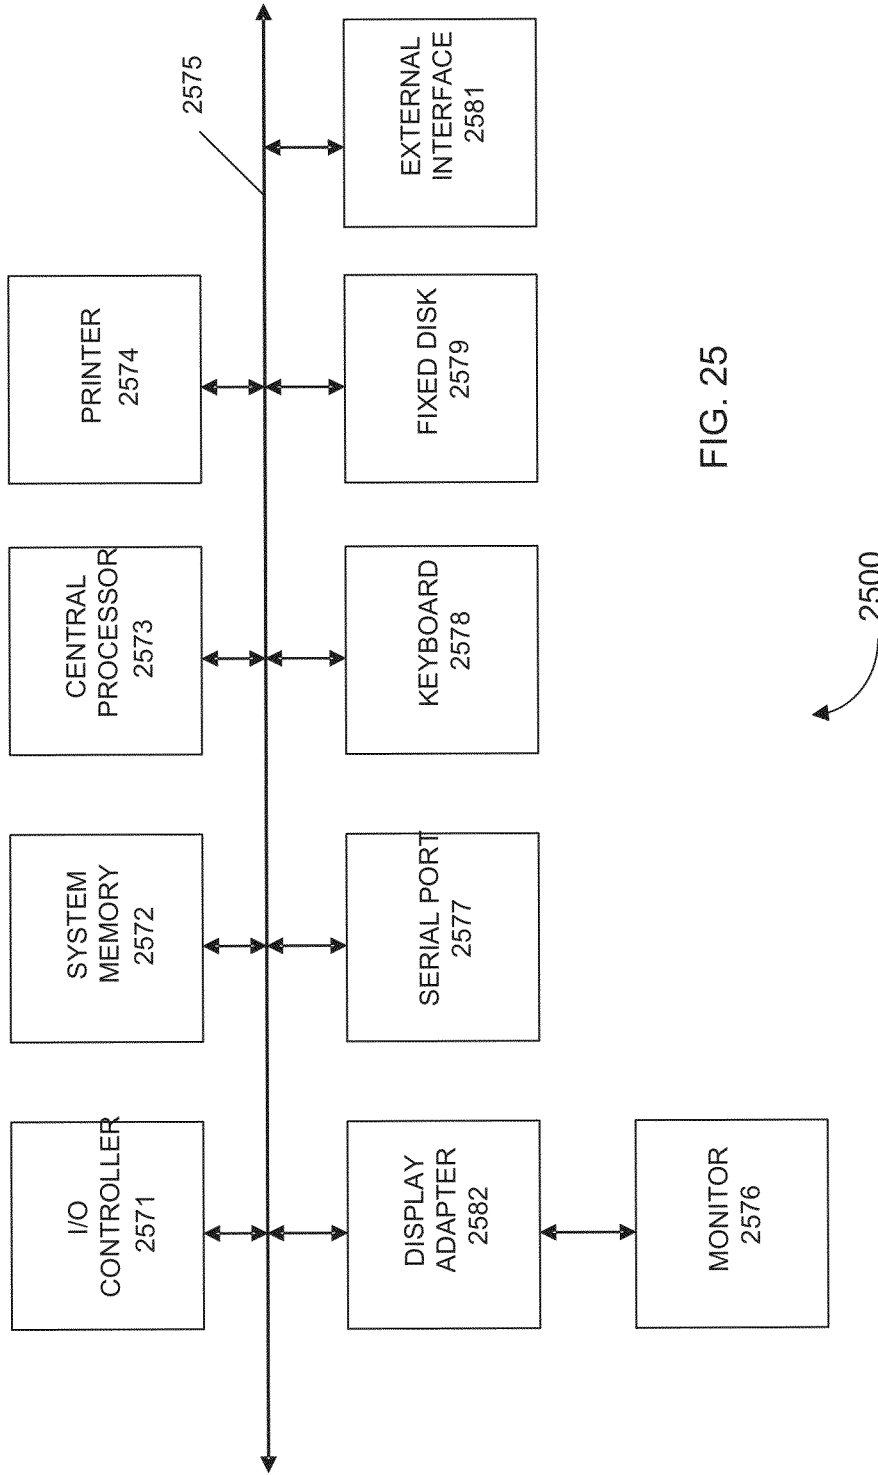 I/O
CONTROLLER
2571
SYSTEM
MEMORY
2572
CENTRAL
PROCESSOR
2573
PRINTER
2574
2575
DISPLAY
ADAPTER
2582
SERIAL PORT
2577
KEYBOARD
2578
FIXED DISK
2579
EXTERNAL
INTERFACE
2581
MONITOR
2576
FIG. 25
2500